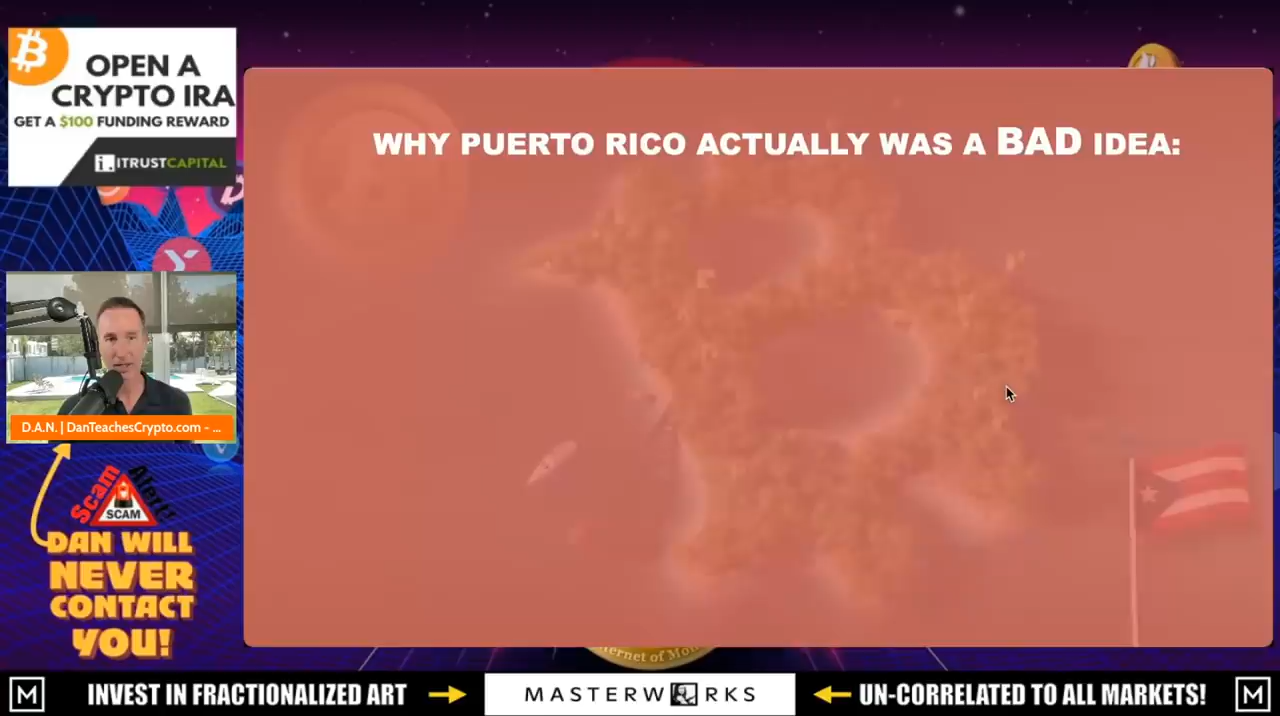 OPEN A
CRYPTO IRA
GET A $100 FUNDING REWARD
ITRUSTCAPITAL
WHY PUERTO RICO ACTUALLY WAS A BAD IDEA:
D.A.N. | DanTeachesCrypto.com - ...
Scam Alert!
SCAM
DAN WILL
NEVER
CONTACT
YOU!
M
INVEST IN FRACTIONALIZED ART
MASTERWORKS
UN-CORRELATED TO ALL MARKETS!
M